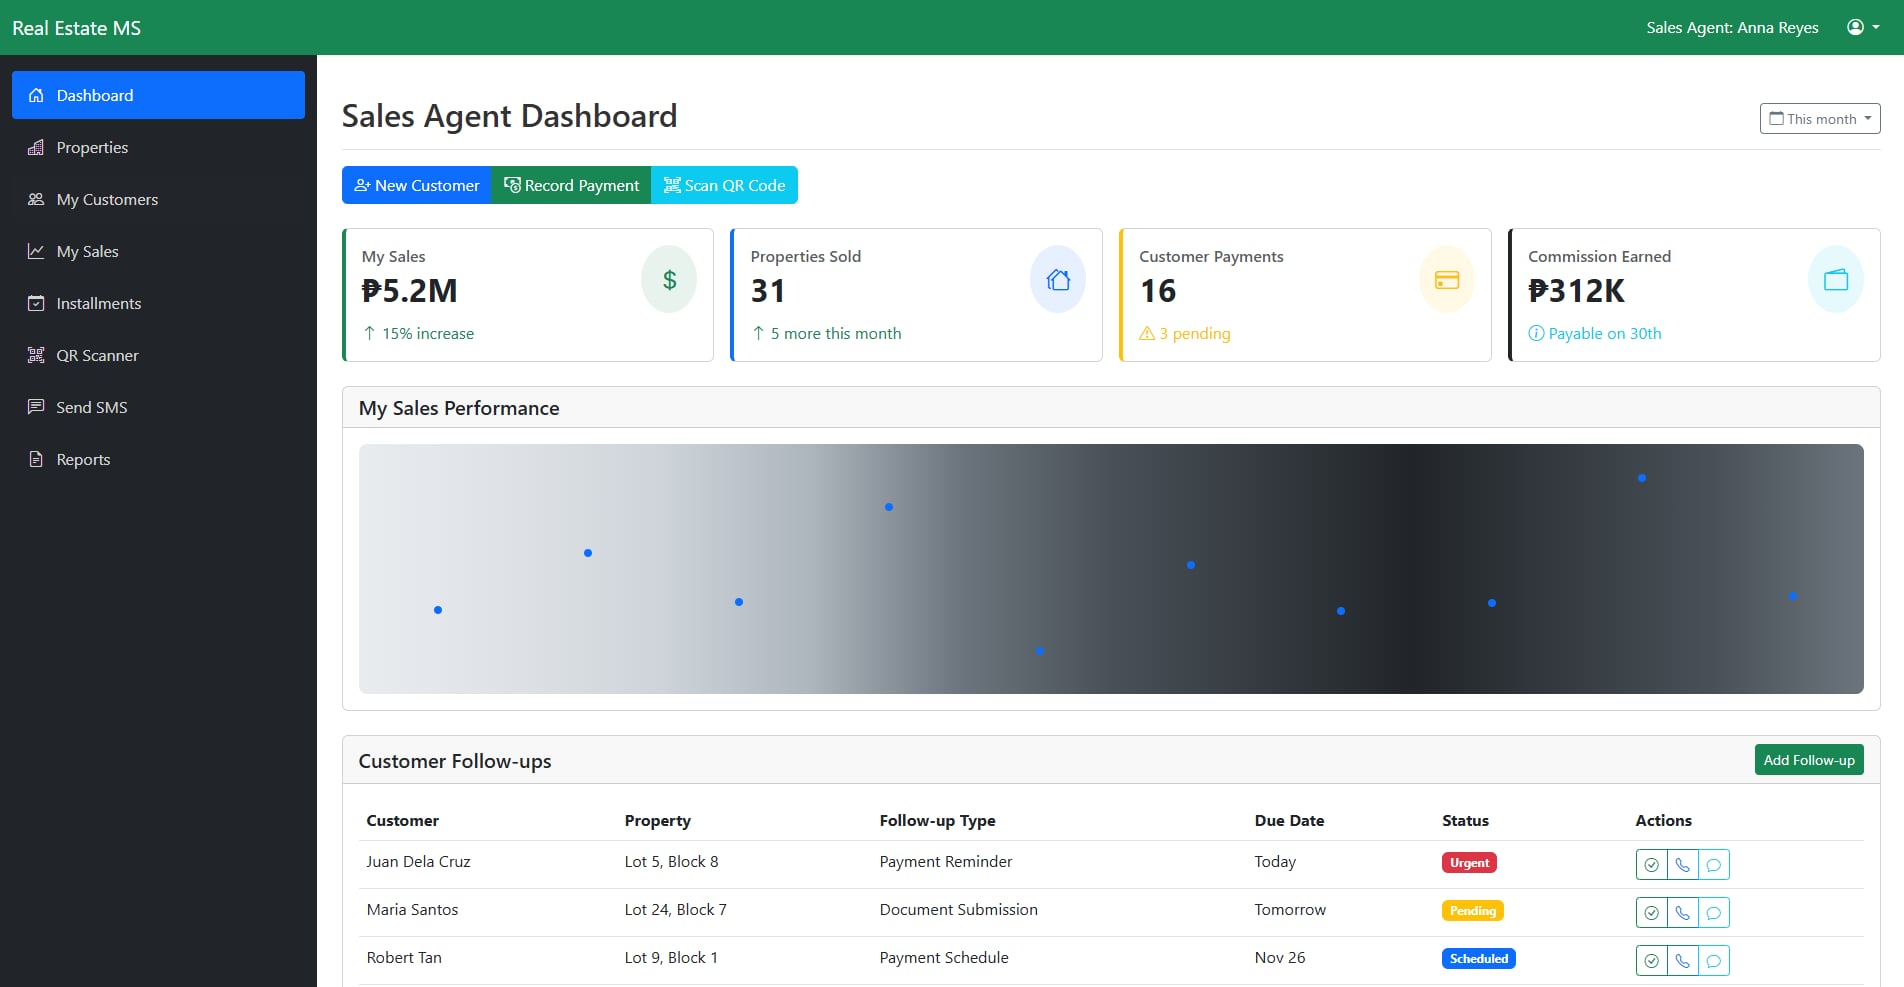 Real Estate MS
Sales Agent: Anna Reyes
Dashboard
Properties
My Customers
My Sales
Installments
QR Scanner
Send SMS
Reports
Sales Agent Dashboard
This month
New Customer
Record Payment
Scan QR Code
My Sales
₱5.2M
15% increase
Properties Sold
31
5 more this month
Customer Payments
16
3 pending
Commission Earned
₱312K
Payable on 30th
My Sales Performance
Customer Follow-ups
Add Follow-up
Customer Property Follow-up Type Due Date Status Actions
Juan Dela Cruz Lot 5, Block 8 Payment Reminder Today Urgent
Maria Santos Lot 24, Block 7 Document Submission Tomorrow Pending
Robert Tan Lot 9, Block 1 Payment Schedule Nov 26 Scheduled